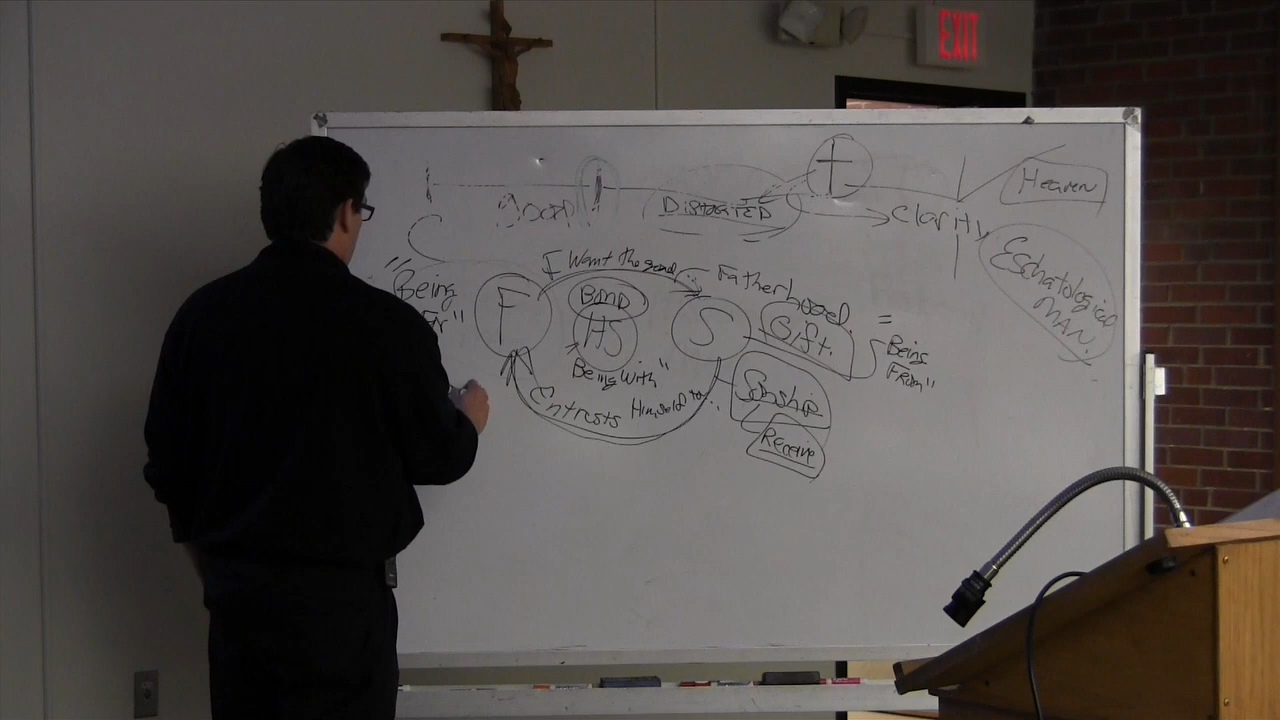 EXIT
Heaven
Good
DISTORTED
Clarity
Eschatological
MAN.
I Want the good...
Fatherhood
Gift.
=
"Being
For"
F
BOND
HS
S
"Being
From"
"Being With"
Entrusts Himself to...
Sonship
Receive